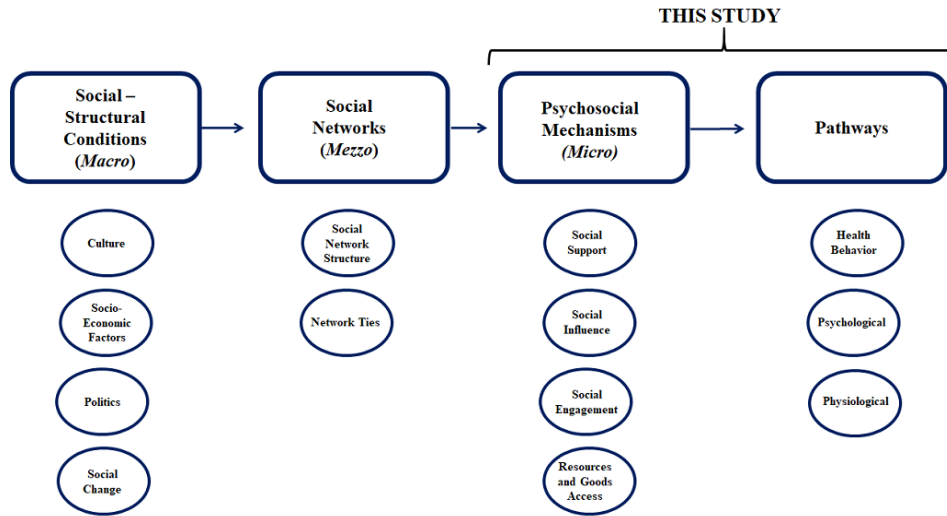 THIS STUDY
Social –
Structural
Conditions
(Macro)
Social
Networks
(Mezzo)
Psychosocial
Mechanisms
(Micro)
Pathways
Culture
Socio-
Economic
Factors
Politics
Social
Change
Social
Network
Structure
Network Ties
Social
Support
Social
Influence
Social
Engagement
Resources
and Goods
Access
Health
Behavior
Psychological
Physiological